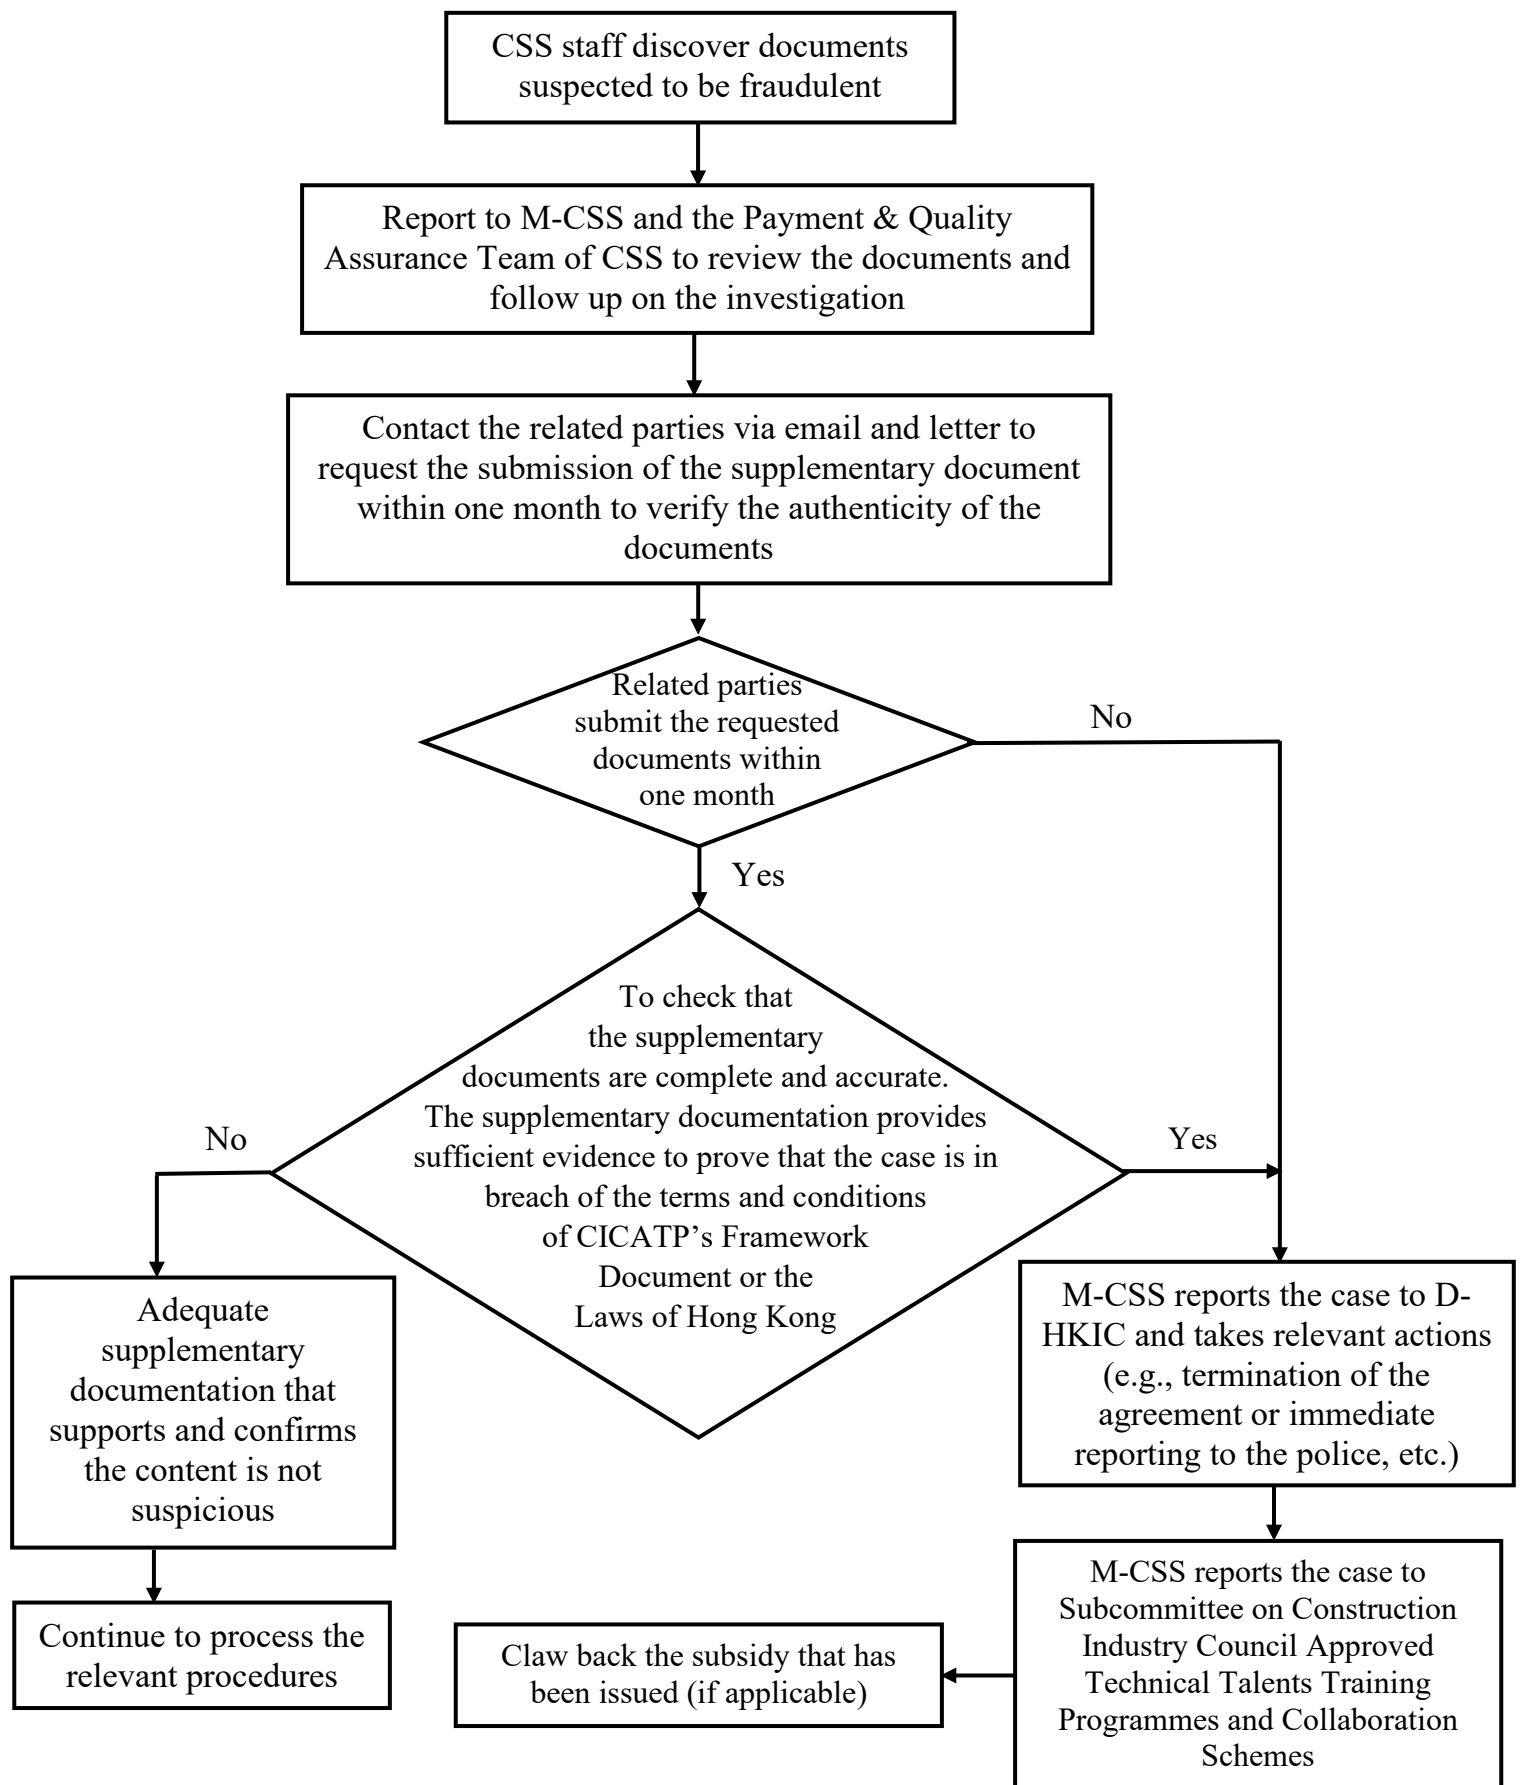 CSS staff discover documents
suspected to be fraudulent
Report to M-CSS and the Payment & Quality
Assurance Team of CSS to review the documents and
follow up on the investigation
Contact the related parties via email and letter to
request the submission of the supplementary document
within one month to verify the authenticity of the
documents
Related parties
submit the requested
documents within
one month
No
Yes
To check that
the supplementary
documents are complete and accurate.
The supplementary documentation provides
sufficient evidence to prove that the case is in
breach of the terms and conditions
of CICATP’s Framework
Document or the
Laws of Hong Kong
No
Yes
Adequate
supplementary
documentation that
supports and confirms
the content is not
suspicious
Continue to process the
relevant procedures
M-CSS reports the case to D-
HKIC and takes relevant actions
(e.g., termination of the
agreement or immediate
reporting to the police, etc.)
M-CSS reports the case to
Subcommittee on Construction
Industry Council Approved
Technical Talents Training
Programmes and Collaboration
Schemes
Claw back the subsidy that has
been issued (if applicable)